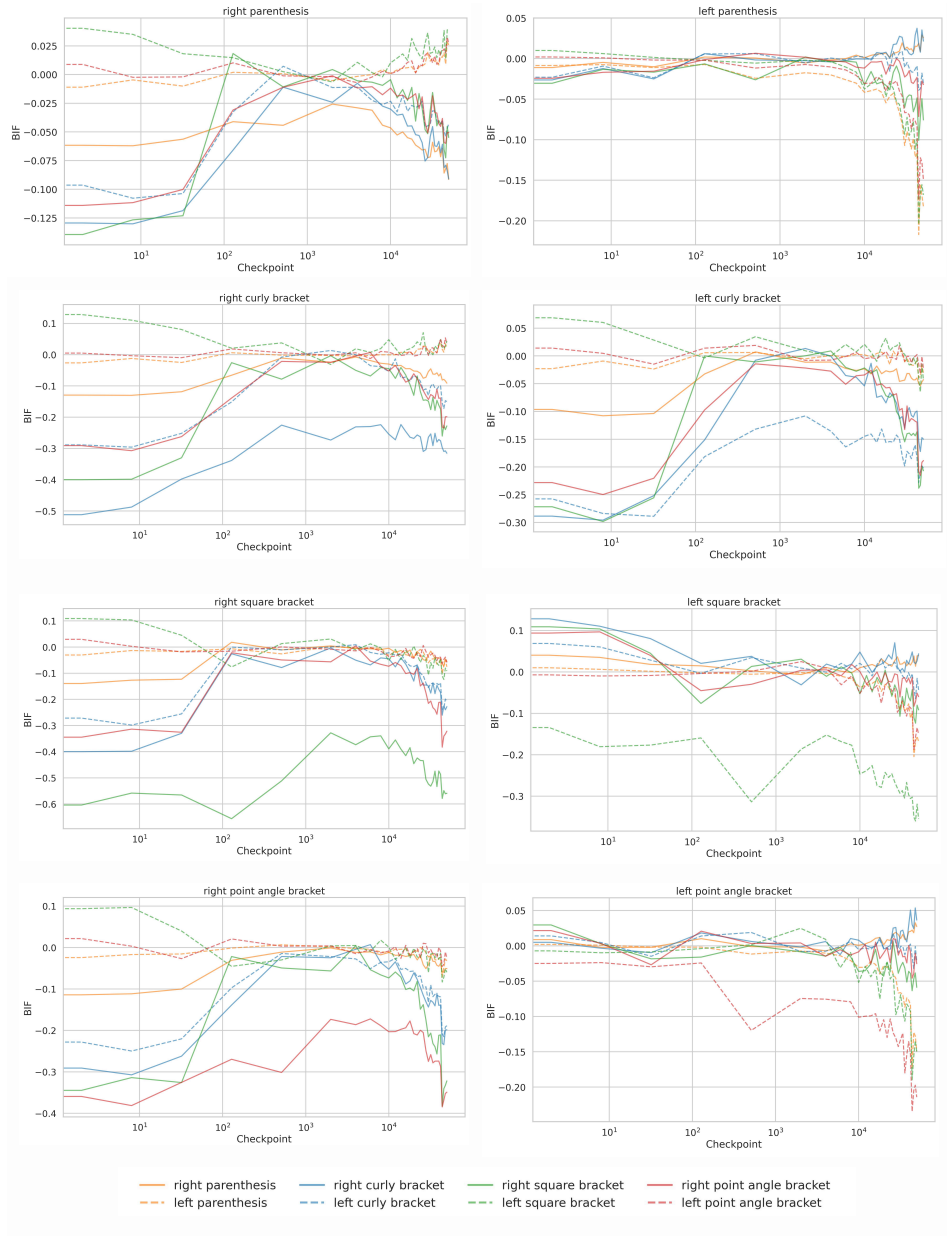 right parenthesis
BIF
0.025
0.000
−0.025
−0.050
−0.075
−0.100
−0.125
10¹ 10² 10³ 10⁴
Checkpoint
left parenthesis
BIF
0.05
0.00
−0.05
−0.10
−0.15
−0.20
10¹ 10² 10³ 10⁴
Checkpoint
right curly bracket
BIF
0.1
0.0
−0.1
−0.2
−0.3
−0.4
−0.5
10¹ 10² 10³ 10⁴
Checkpoint
left curly bracket
BIF
0.05
0.00
−0.05
−0.10
−0.15
−0.20
−0.25
−0.30
10¹ 10² 10³ 10⁴
Checkpoint
right square bracket
BIF
0.1
0.0
−0.1
−0.2
−0.3
−0.4
−0.5
−0.6
10¹ 10² 10³ 10⁴
Checkpoint
left square bracket
BIF
0.1
0.0
−0.1
−0.2
−0.3
10¹ 10² 10³ 10⁴
Checkpoint
right point angle bracket
BIF
0.1
0.0
−0.1
−0.2
−0.3
−0.4
10¹ 10² 10³ 10⁴
Checkpoint
left point angle bracket
BIF
0.05
0.00
−0.05
−0.10
−0.15
−0.20
10¹ 10² 10³ 10⁴
Checkpoint
right parenthesis right curly bracket right square bracket right point angle bracket
left parenthesis left curly bracket left square bracket left point angle bracket